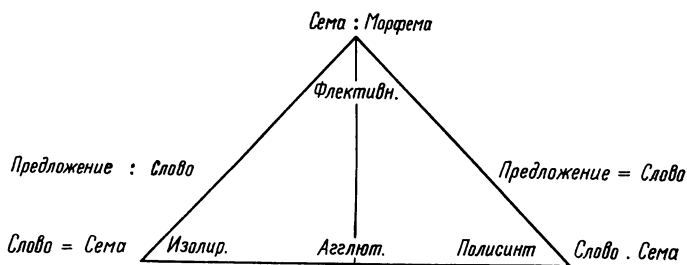 Сема : Морфема
Флективн.
Предложение : Слово
Предложение = Слово
Слово = Сема
Изолир.
Агглют.
Полисинт
Слово . Сема